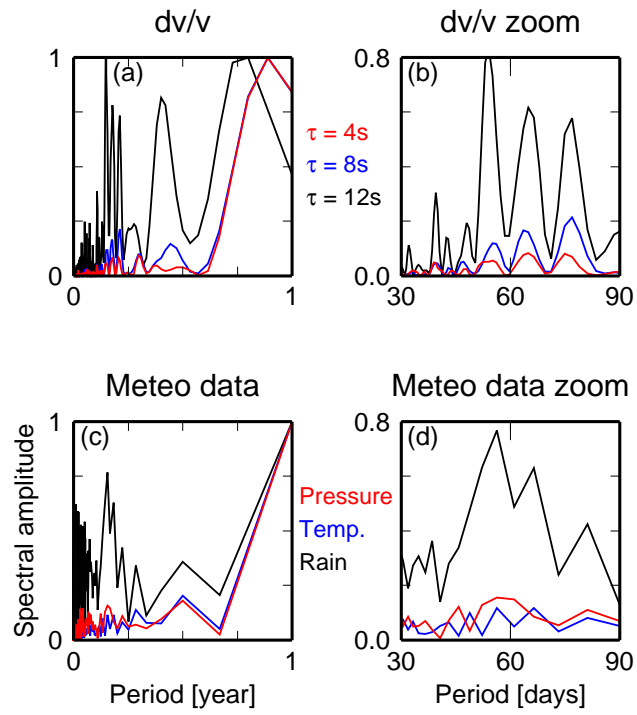 dv/v
dv/v zoom
1
(a)
0.8
(b)
τ = 4s
τ = 8s
τ = 12s
0
0.0
0
1
30
60
90
Meteo data
Meteo data zoom
1
(c)
0.8
(d)
Spectral amplitude
Pressure
Temp.
Rain
0
0.0
0
1
30
60
90
Period [year]
Period [days]